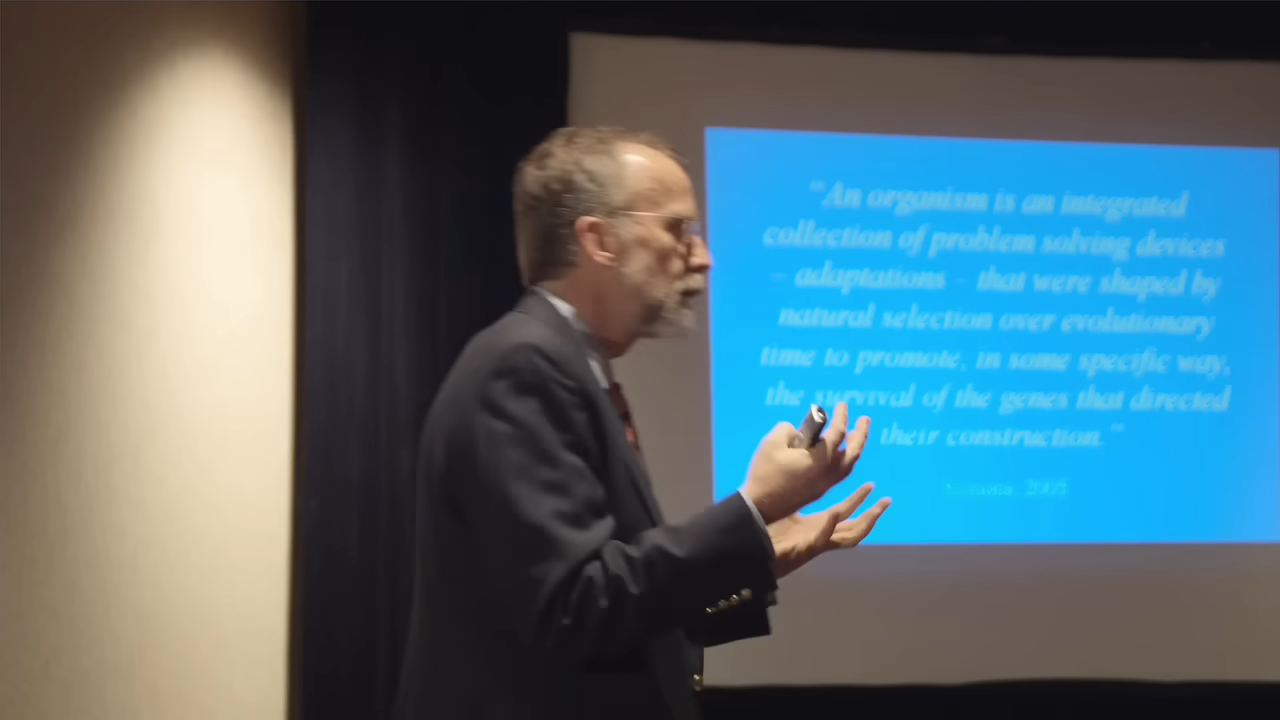 "An organism is an integrated
collection of problem solving devices
– adaptations – that were shaped by
natural selection over evolutionary
time to promote, in some specific way,
the survival of the genes that directed
their construction."
2005